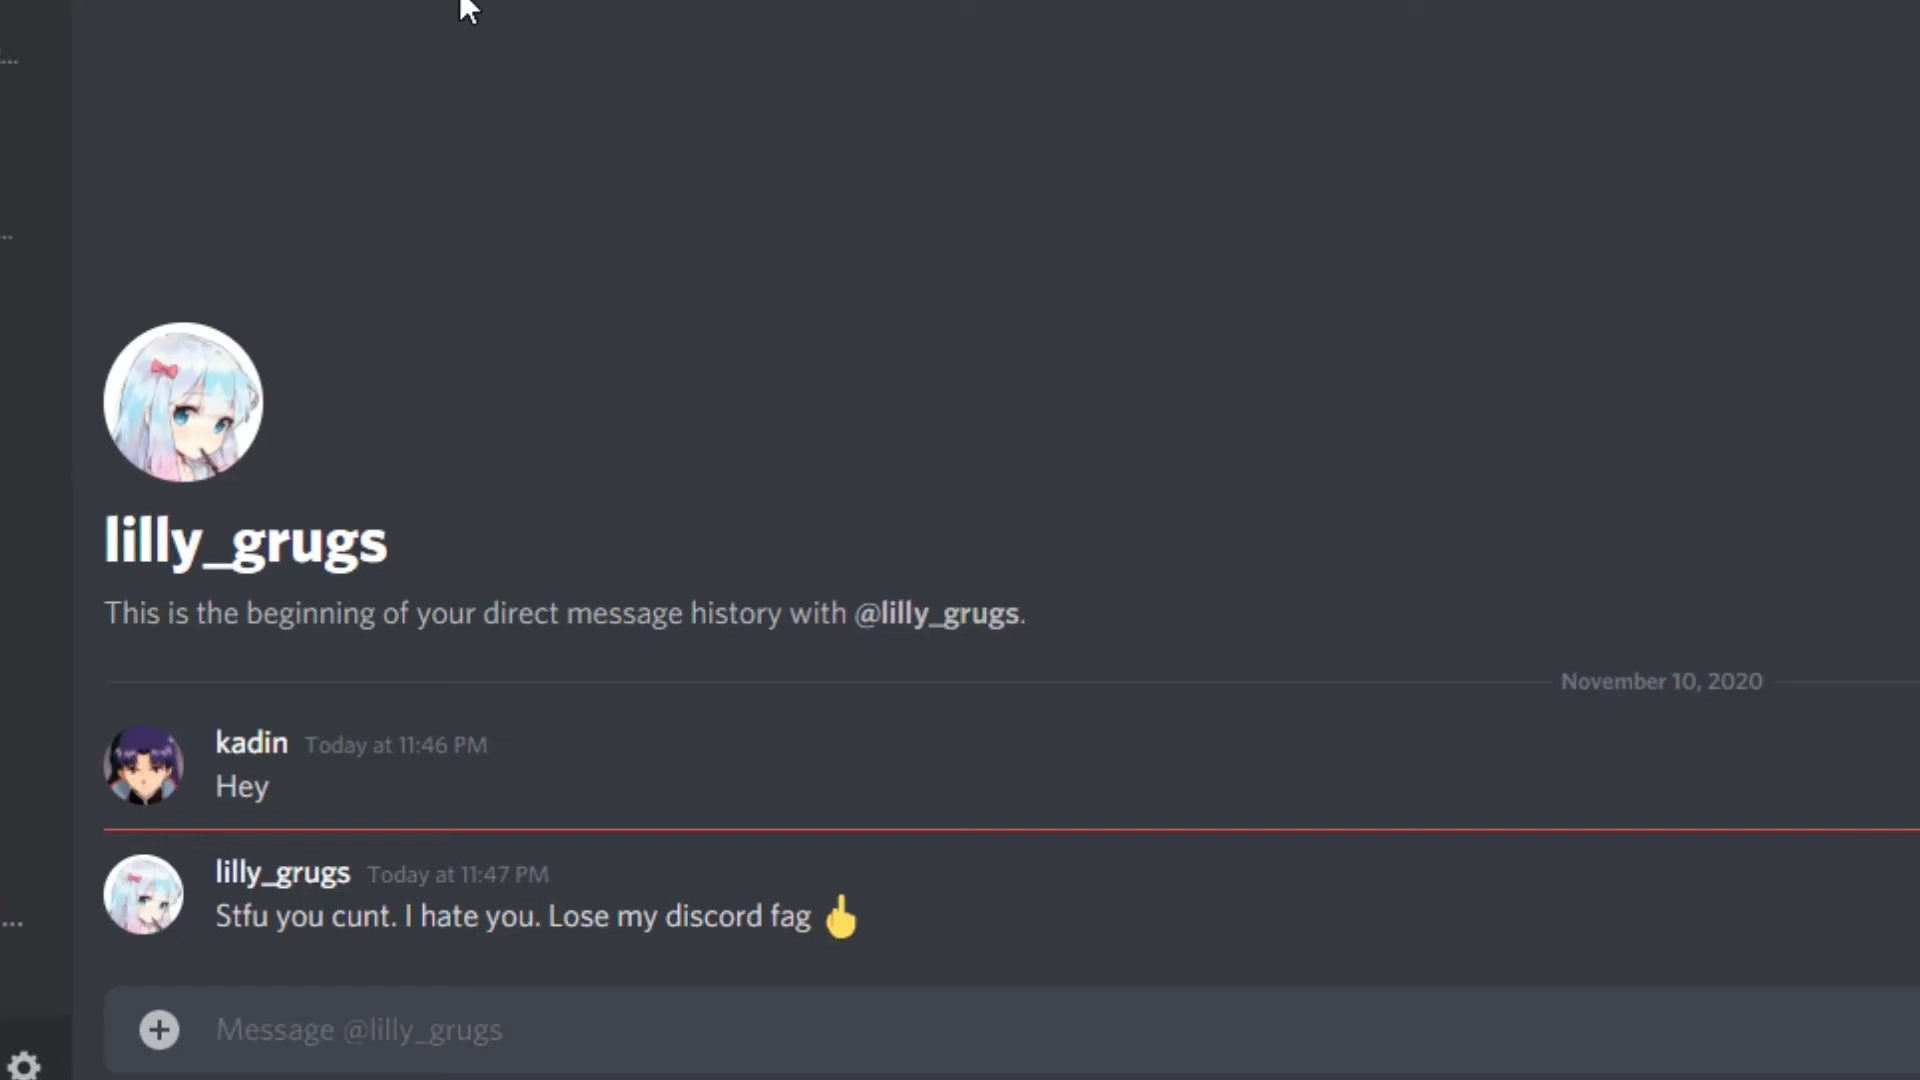 lilly_grugs
This is the beginning of your direct message history with @lilly_grugs.
November 10, 2020
kadin Today at 11:46 PM
Hey
lilly_grugs Today at 11:47 PM
Stfu you cunt. I hate you. Lose my discord fag 🖕
Message @lilly_grugs